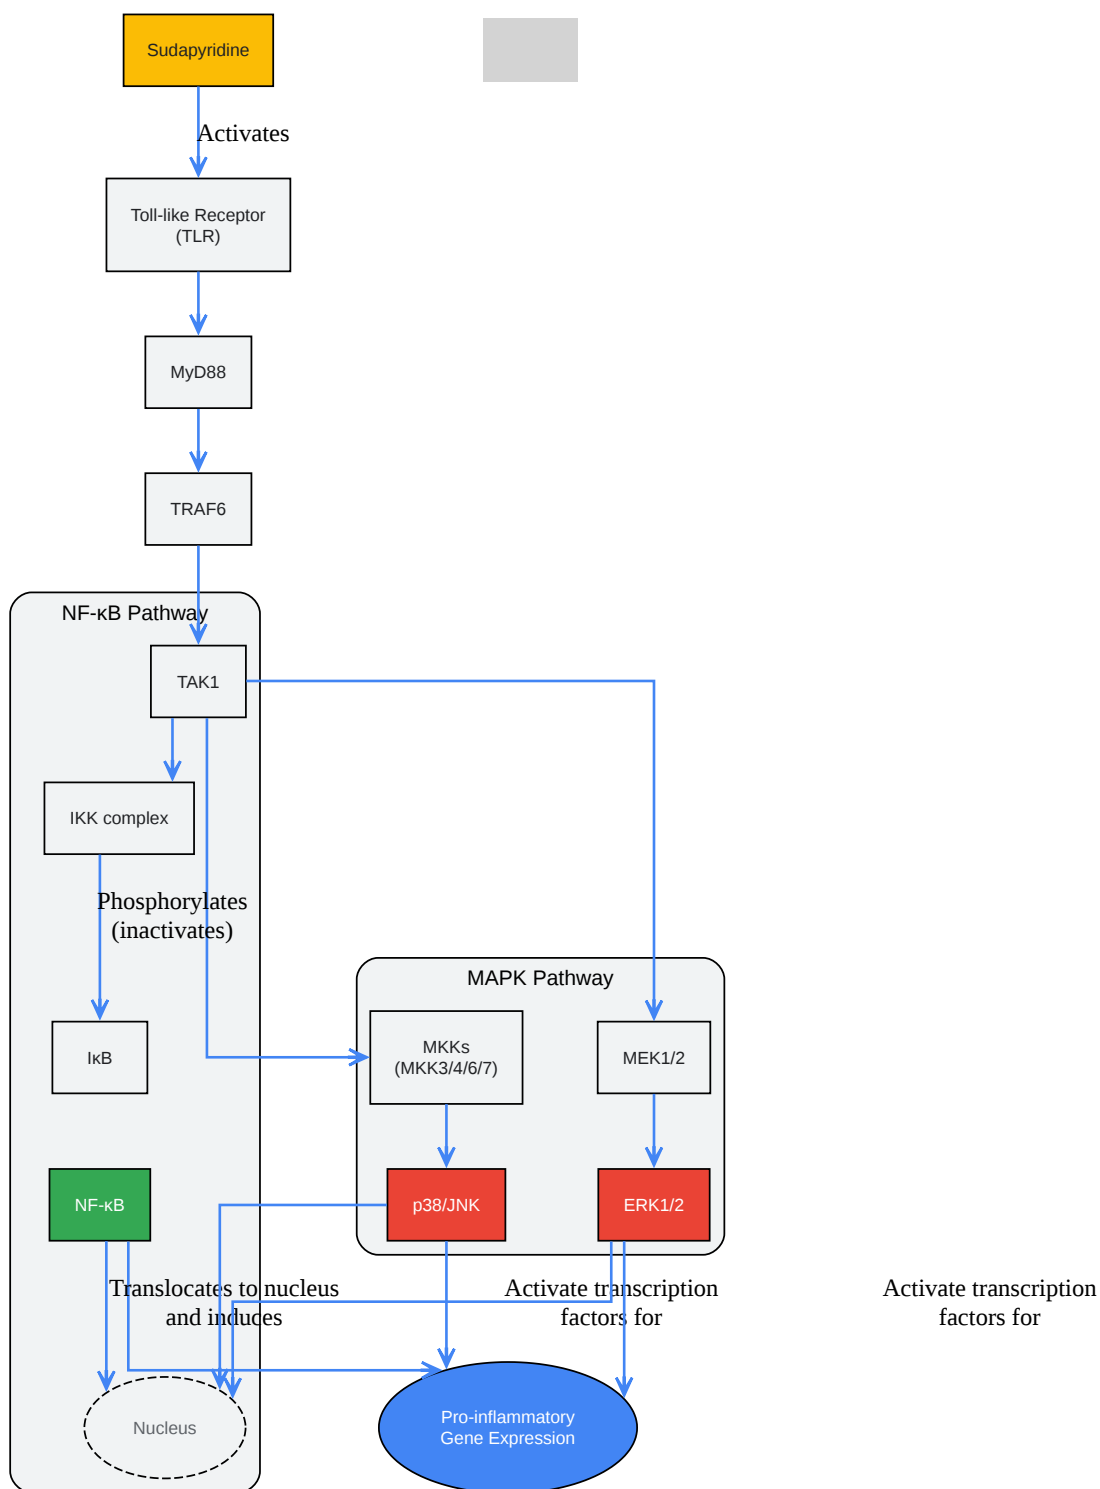 Sudapyridine
Activates
Toll-like Receptor
(TLR)
MyD88
TRAF6
NF-κB Pathway
TAK1
IKK complex
Phosphorylates
(inactivates)
MAPK Pathway
MKKs
(MKK3/4/6/7)
MEK1/2
IκB
NF-κB
p38/JNK
ERK1/2
Translocates to nucleus
and induces
Activate transcription
factors for
Activate transcription
factors for
Nucleus
Pro-inflammatory
Gene Expression